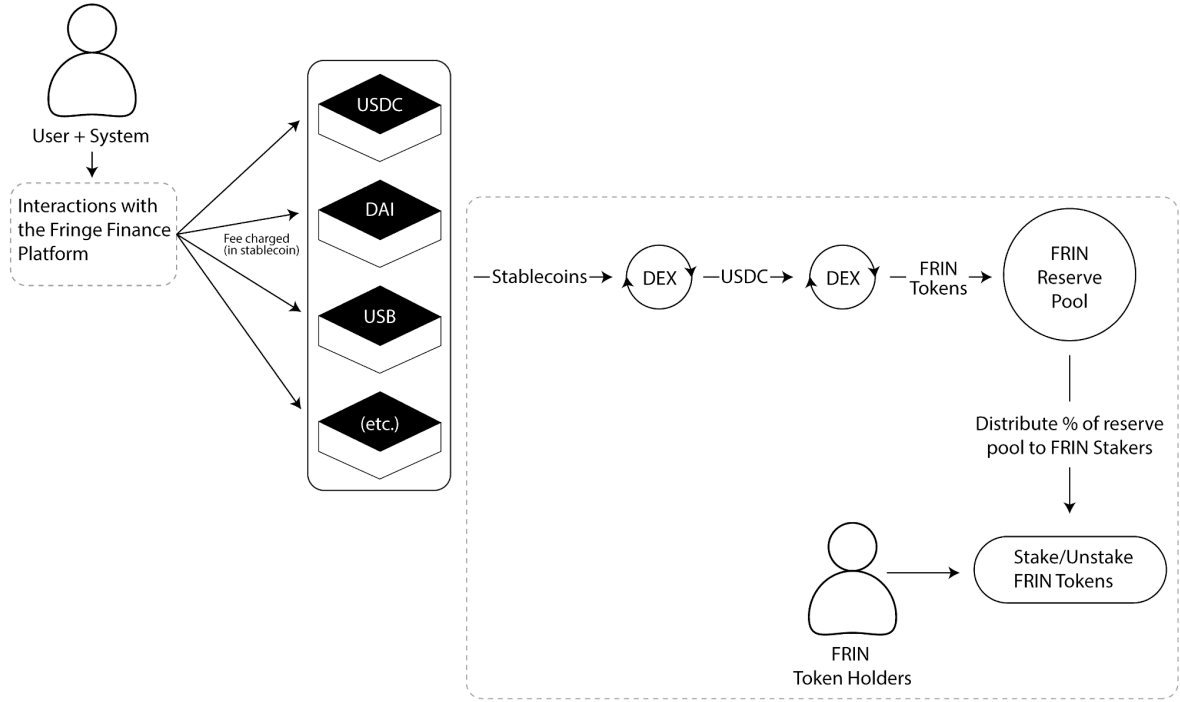 User + System
Interactions with
the Fringe Finance
Platform
Fee charged
(in stablecoin)
USDC
DAI
USB
(etc.)
Stablecoins
DEX
USDC
DEX
FRIN
Tokens
FRIN
Reserve
Pool
Distribute % of reserve
pool to FRIN Stakers
Stake/Unstake
FRIN Tokens
FRIN
Token Holders